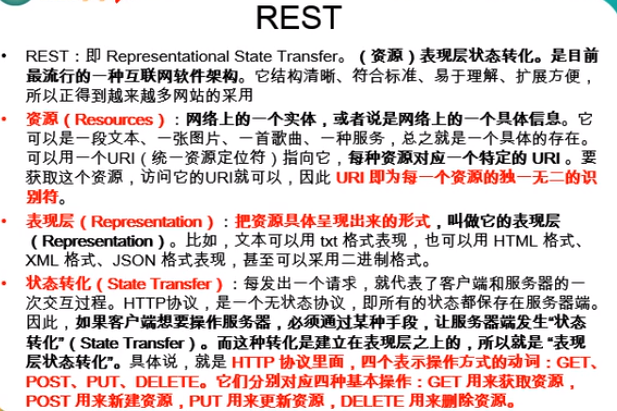 REST
• REST：即 Representational State Transfer。（资源）表现层状态转化。是目前
最流行的一种互联网软件架构。它结构清晰、符合标准、易于理解、扩展方便，
所以正得到越来越多网站的采用
• 资源（Resources）：网络上的一个实体，或者说是网络上的一个具体信息。它
可以是一段文本、一张图片、一首歌曲、一种服务，总之就是一个具体的存在。
可以用一个URI（统一资源定位符）指向它，每种资源对应一个特定的 URI 。要
获取这个资源，访问它的URI就可以，因此 URI 即为每一个资源的独一无二的识
别符。
• 表现层（Representation）：把资源具体呈现出来的形式，叫做它的表现层
（Representation）。比如，文本可以用 txt 格式表现，也可以用 HTML 格式、
XML 格式、JSON 格式表现，甚至可以采用二进制格式。
• 状态转化（State Transfer）：每发出一个请求，就代表了客户端和服务器的一
次交互过程。HTTP协议，是一个无状态协议，即所有的状态都保存在服务器端。
因此，如果客户端想要操作服务器，必须通过某种手段，让服务器端发生“状态
转化”（State Transfer）。而这种转化是建立在表现层之上的，所以就是 “表现
层状态转化”。具体说，就是 HTTP 协议里面，四个表示操作方式的动词：GET、
POST、PUT、DELETE。它们分别对应四种基本操作：GET 用来获取资源，
POST 用来新建资源，PUT 用来更新资源，DELETE 用来删除资源。